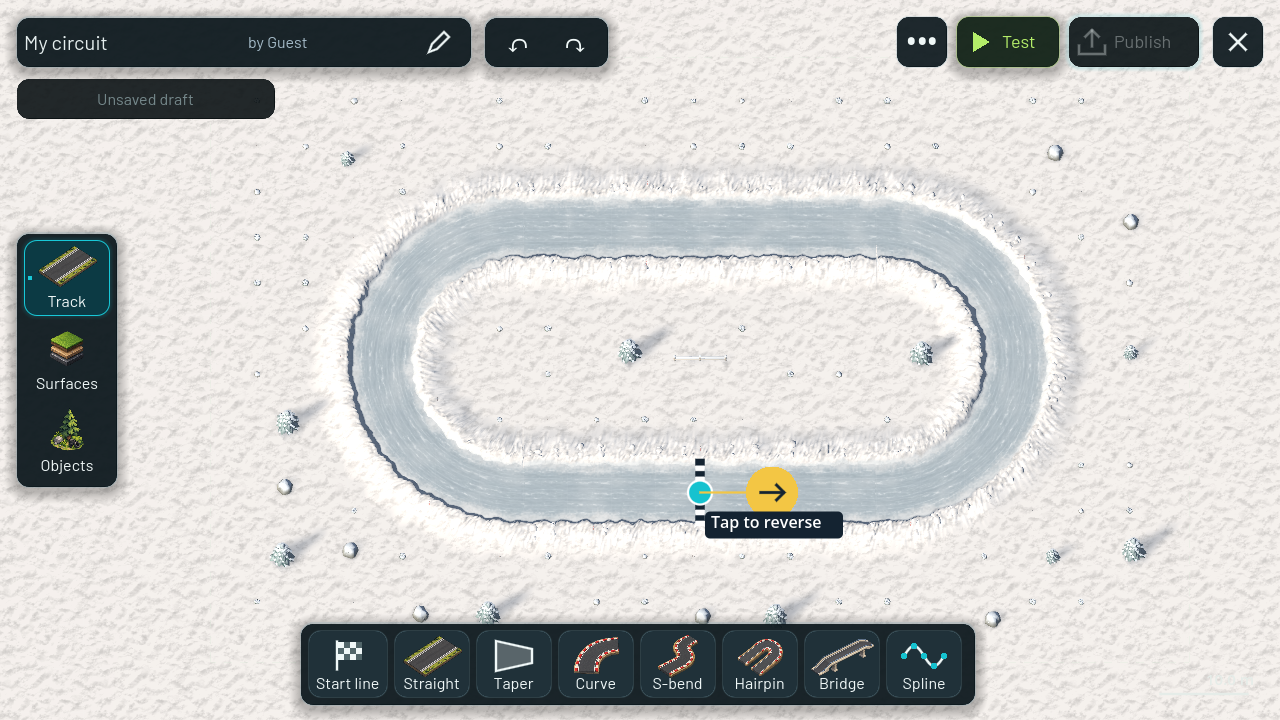 My circuit
by Guest
Test
Publish
Unsaved draft
Track
Surfaces
Objects
Tap to reverse
Start line
Straight
Taper
Curve
S-bend
Hairpin
Bridge
Spline